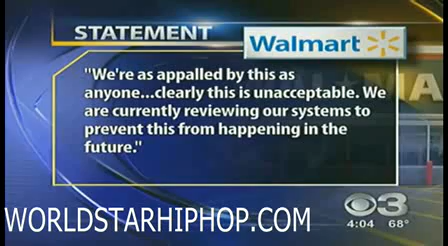 STATEMENT
Walmart
"We're as appalled by this as
anyone...clearly this is unacceptable. We
are currently reviewing our systems to
prevent this from happening in the
future."
WORLDSTARHIPHOP.COM
3
4:04 68°